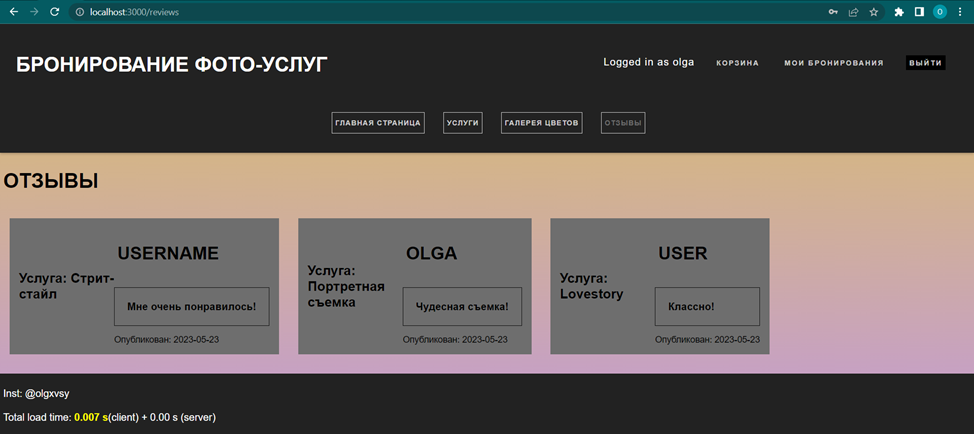 localhost:3000/reviews
O
БРОНИРОВАНИЕ ФОТО-УСЛУГ
Logged in as olga
КОРЗИНА
МОИ БРОНИРОВАНИЯ
ВЫЙТИ
ГЛАВНАЯ СТРАНИЦА
УСЛУГИ
ГАЛЕРЕЯ ЦВЕТОВ
ОТЗЫВЫ
ОТЗЫВЫ
USERNAME
Услуга: Стрит-
стайл
Мне очень понравилось!
Опубликован: 2023-05-23
OLGA
Услуга:
Портретная
съемка
Чудесная съемка!
Опубликован: 2023-05-23
USER
Услуга:
Lovestory
Классно!
Опубликован: 2023-05-23
Inst: @olgxvsy
Total load time: 0.007 s(client) + 0.00 s (server)